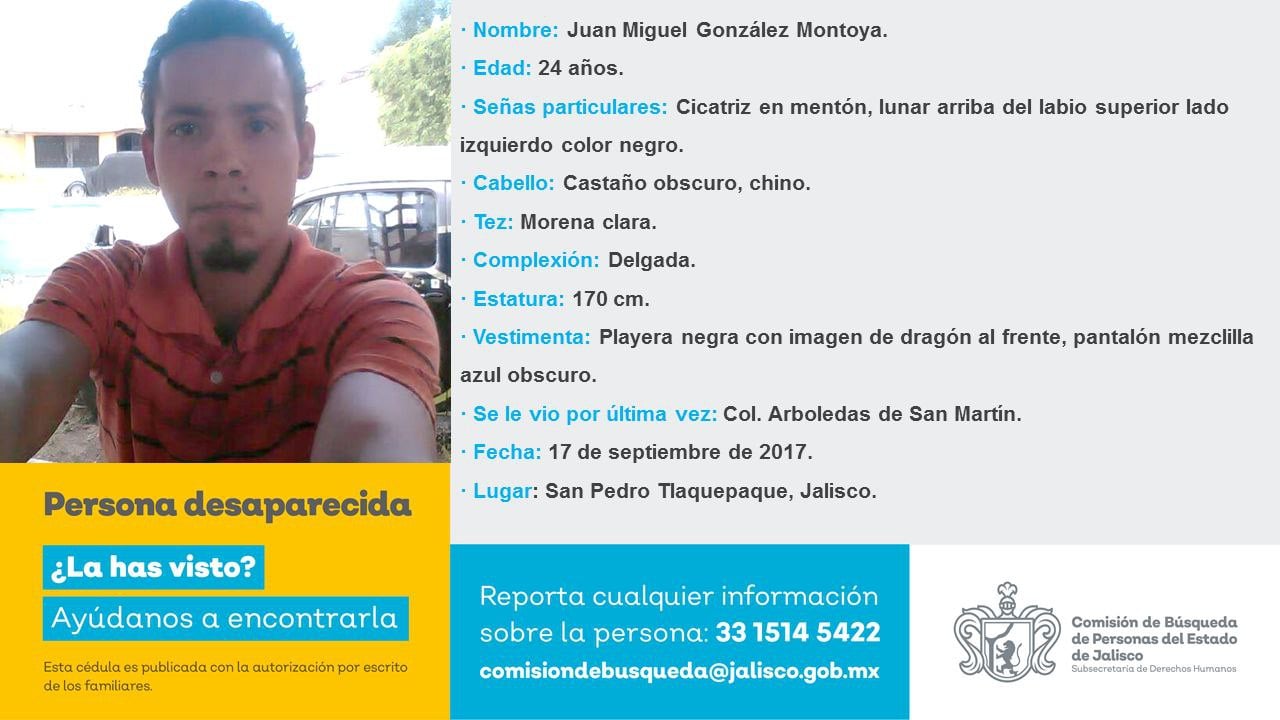 · Nombre: Juan Miguel González Montoya.
· Edad: 24 años.
· Señas particulares: Cicatriz en mentón, lunar arriba del labio superior lado
izquierdo color negro.
· Cabello: Castaño obscuro, chino.
· Tez: Morena clara.
· Complexión: Delgada.
· Estatura: 170 cm.
· Vestimenta: Playera negra con imagen de dragón al frente, pantalón mezclilla
azul obscuro.
· Se le vio por última vez: Col. Arboledas de San Martín.
· Fecha: 17 de septiembre de 2017.
· Lugar: San Pedro Tlaquepaque, Jalisco.
Persona desaparecida
¿La has visto?
Ayúdanos a encontrarla
Esta cédula es publicada con la autorización por escrito
de los familiares.
Reporta cualquier información
sobre la persona: 33 1514 5422
comisiondebusqueda@jalisco.gob.mx
Comisión de Búsqueda
de Personas del Estado
de Jalisco
Subsecretaría de Derechos Humanos